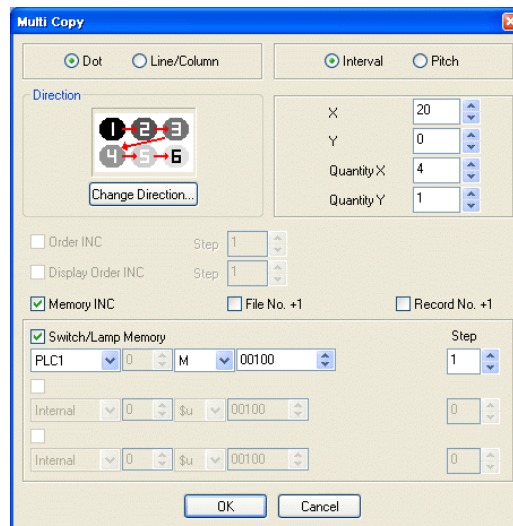 Multi Copy
Dot Line/Column Interval Pitch
Direction
1 2 3
4 5 6
Change Direction...
X 20
Y 0
Quantity X 4
Quantity Y 1
Order INC Step 1
Display Order INC Step 1
Memory INC File No. +1 Record No. +1
Switch/Lamp Memory Step
PLC1 0 M 00100 1
Internal 0 $u 00100 0
Internal 0 $u 00100 0
OK Cancel